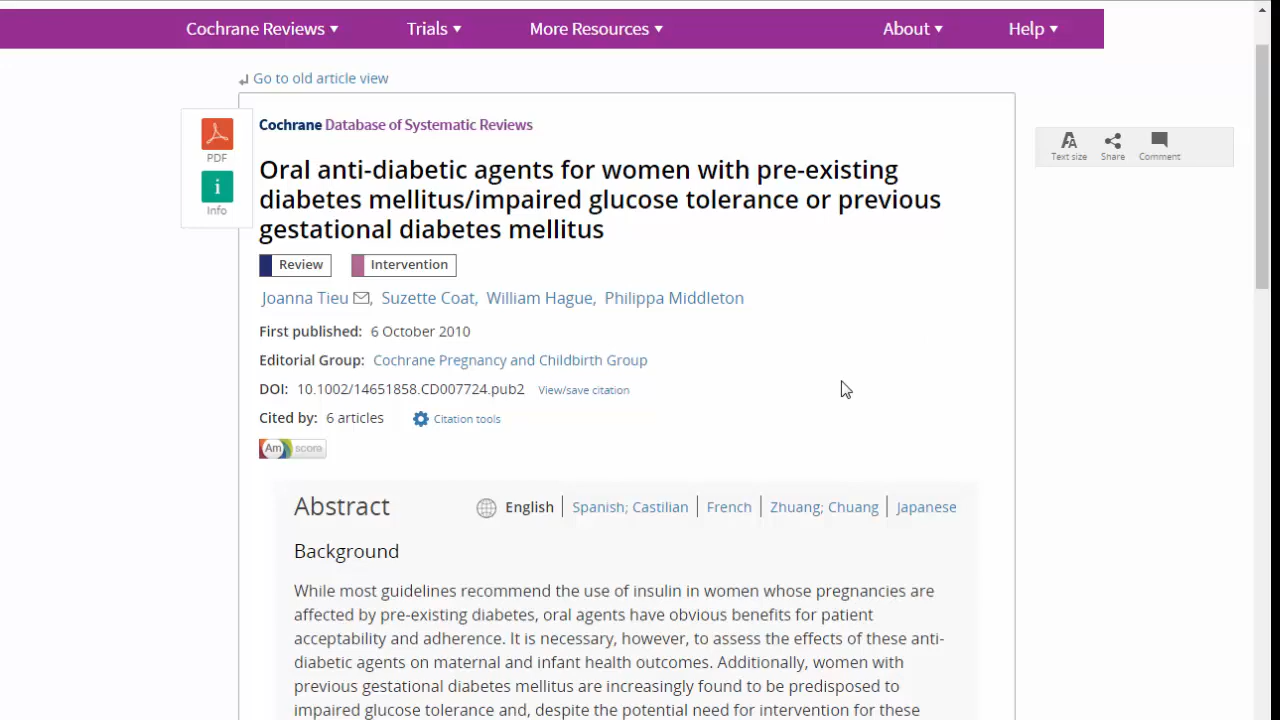 Cochrane Reviews ▾ Trials ▾ More Resources ▾ About ▾ Help ▾
Go to old article view
PDF
Info
Cochrane Database of Systematic Reviews
Text size Share Comment
Oral anti-diabetic agents for women with pre-existing
diabetes mellitus/impaired glucose tolerance or previous
gestational diabetes mellitus
Review Intervention
Joanna Tieu, Suzette Coat, William Hague, Philippa Middleton
First published: 6 October 2010
Editorial Group: Cochrane Pregnancy and Childbirth Group
DOI: 10.1002/14651858.CD007724.pub2 View/save citation
Cited by: 6 articles Citation tools
Am score
Abstract English | Spanish; Castilian | French | Zhuang; Chuang | Japanese
Background
While most guidelines recommend the use of insulin in women whose pregnancies are
affected by pre-existing diabetes, oral agents have obvious benefits for patient
acceptability and adherence. It is necessary, however, to assess the effects of these anti-
diabetic agents on maternal and infant health outcomes. Additionally, women with
previous gestational diabetes mellitus are increasingly found to be predisposed to
impaired glucose tolerance and, despite the potential need for intervention for these